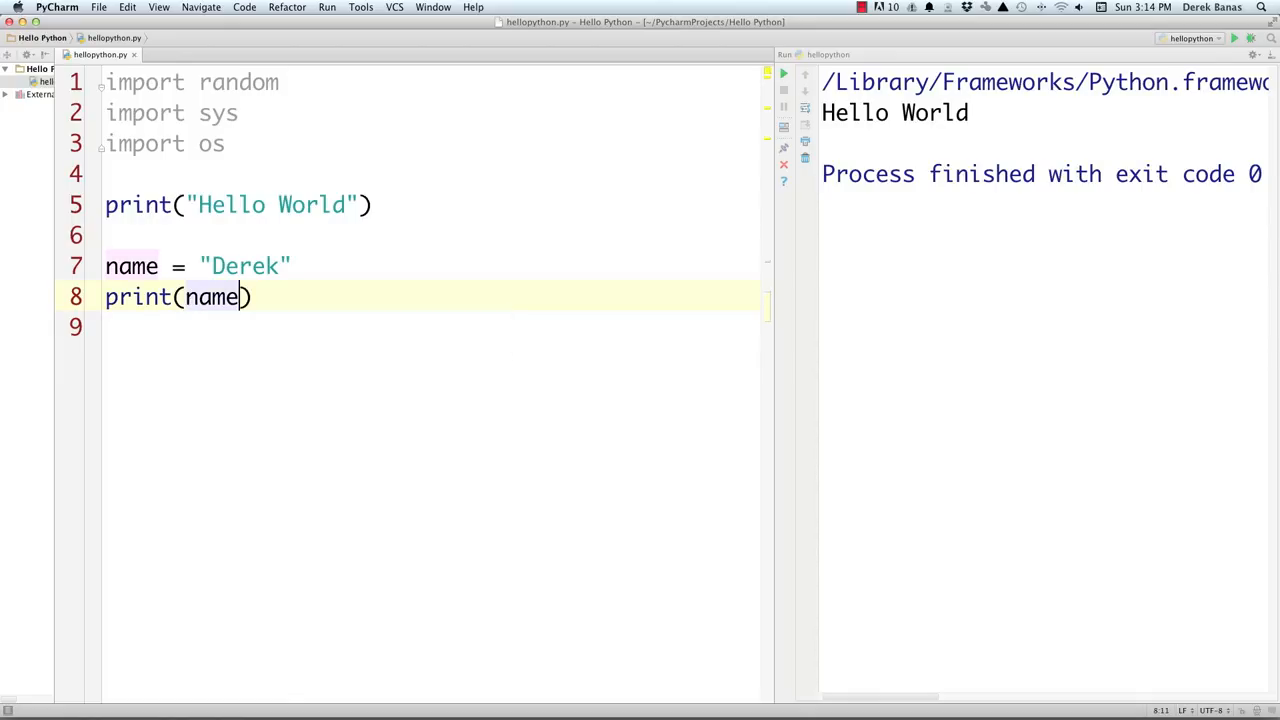 PyCharm File Edit View Navigate Code Refactor Run Tools VCS Window Help 10 Sun 3:14 PM Derek Banas
hellopython.py – Hello Python – [~/PycharmProjects/Hello Python]
Hello Python hellopython.py hellopython
hellopython.py Run hellopython
Hello P
hell
Externa
1 import random
2 import sys
3 import os
4
5 print("Hello World")
6
7 name = "Derek"
8 print(name)
9
/Library/Frameworks/Python.framewo
Hello World
Process finished with exit code 0
8:11 LF UTF-8